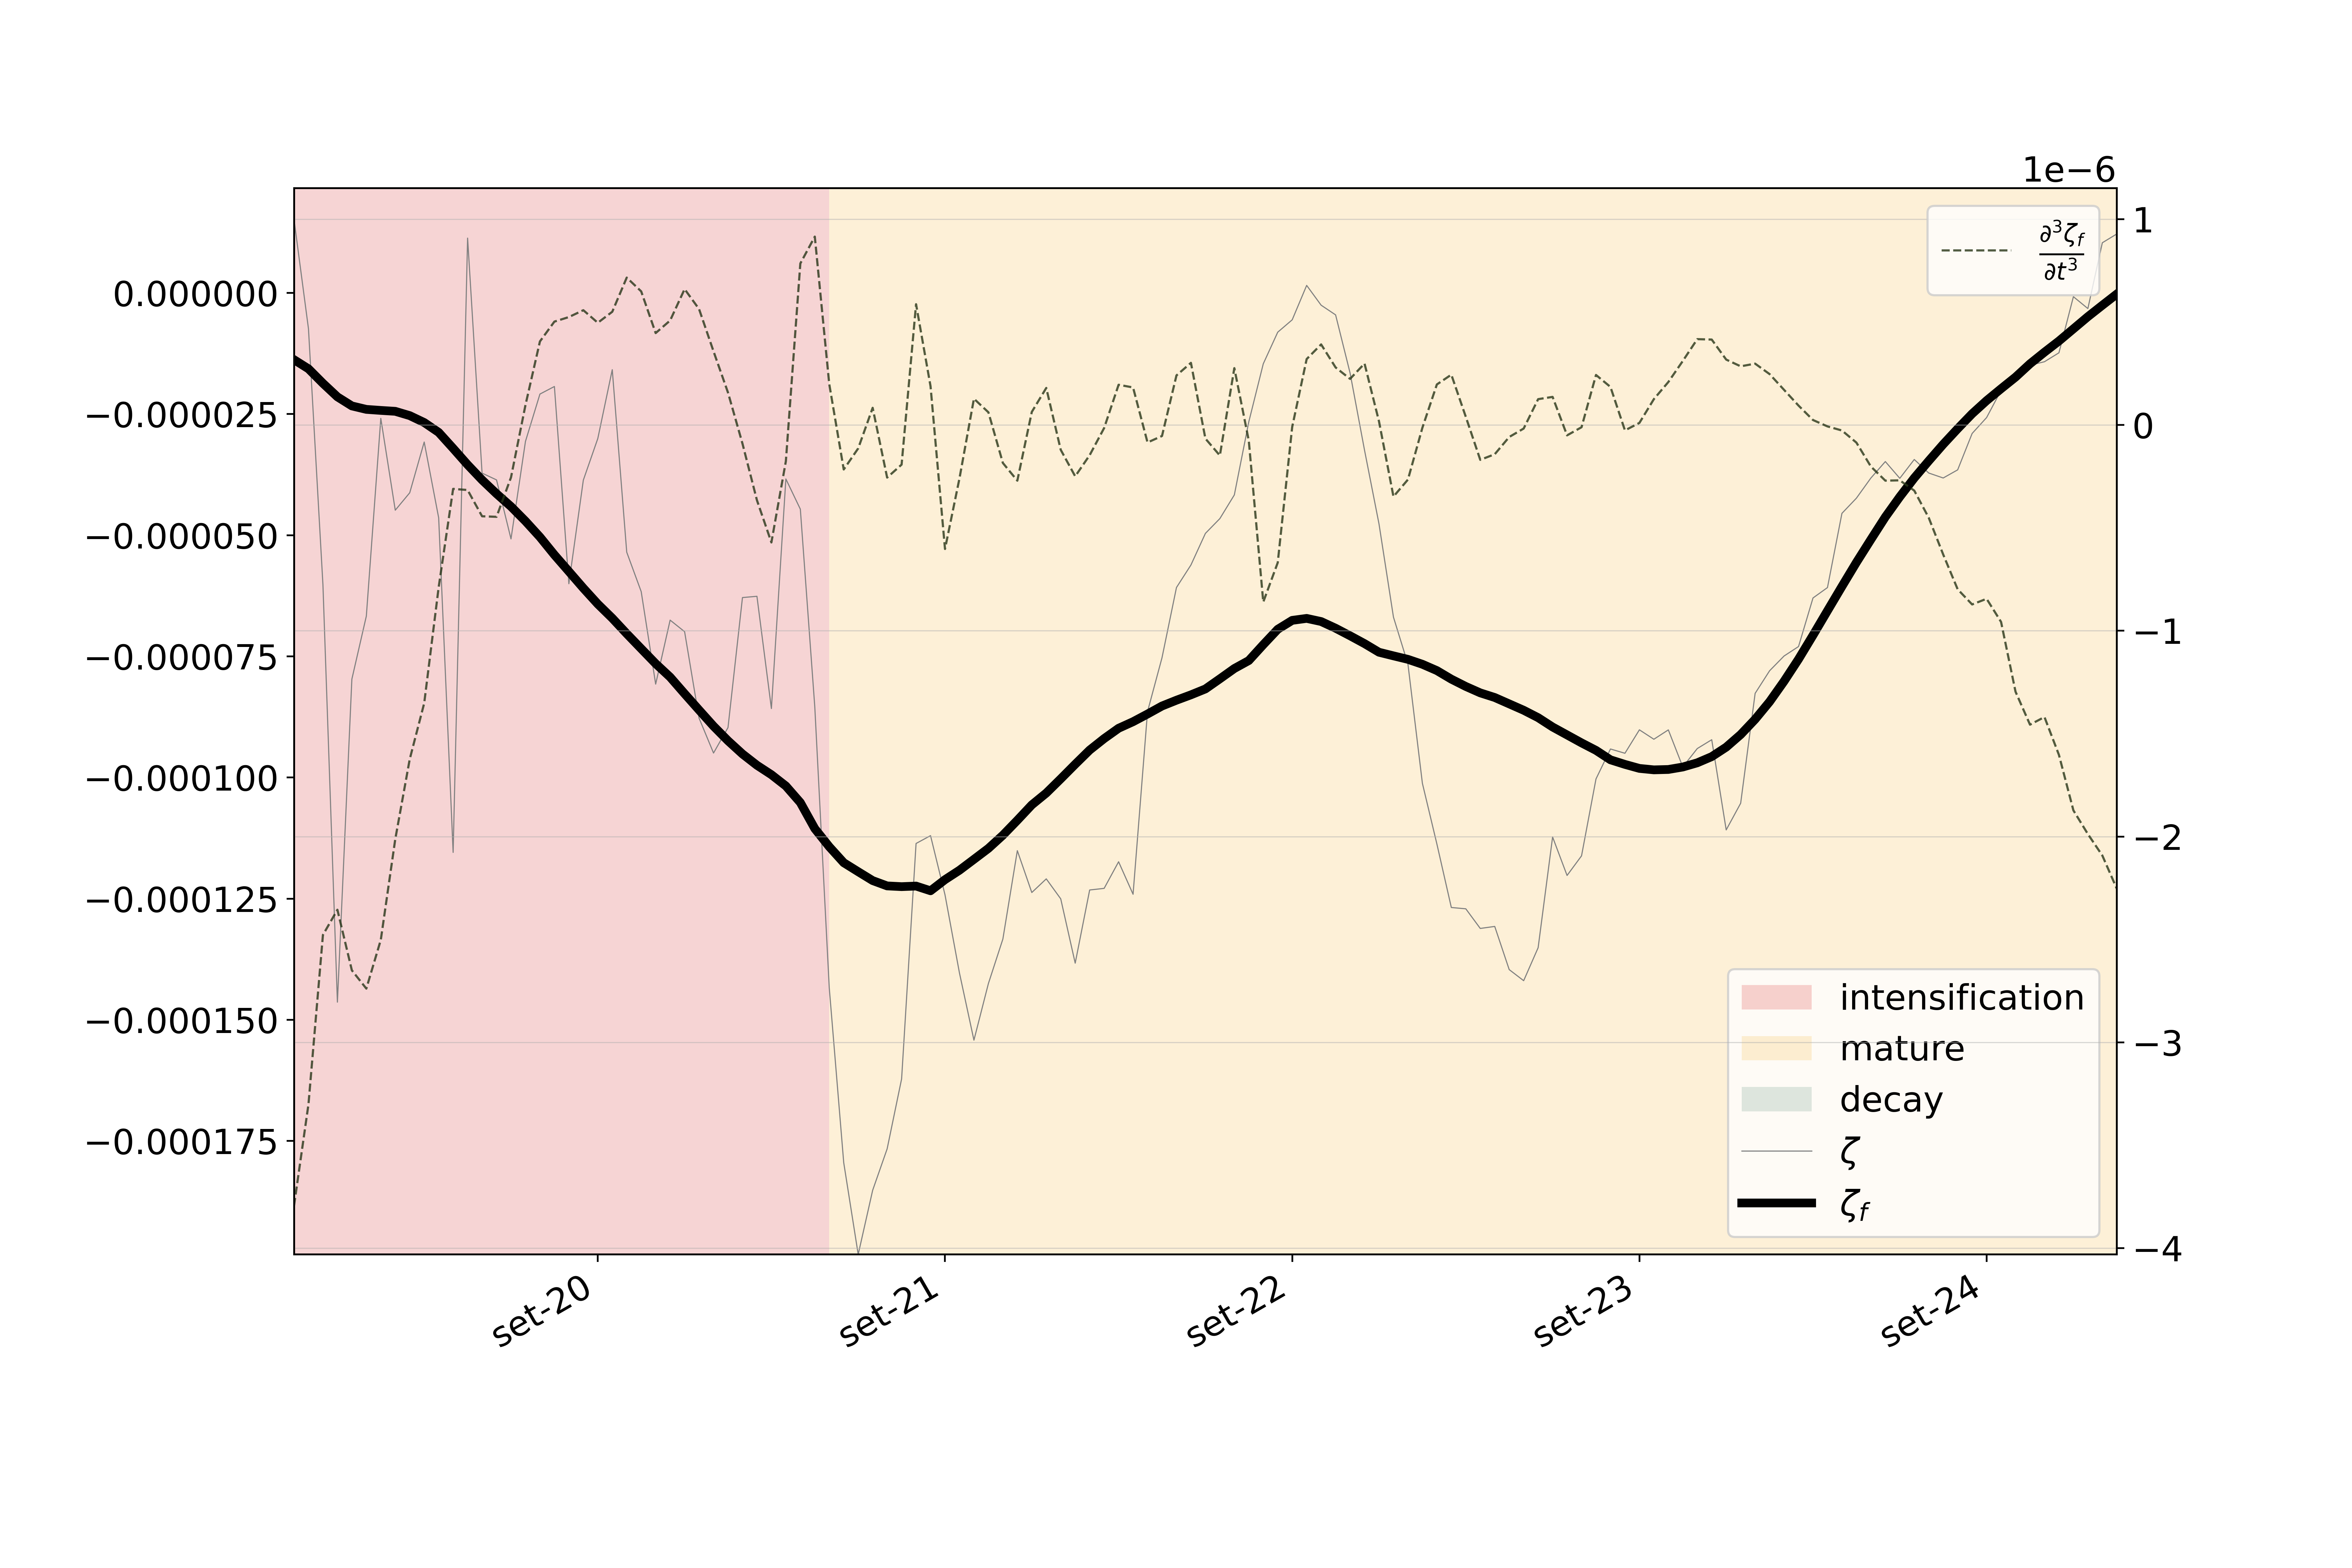 1e−6
∂³ζ_f
∂t³
0.000000
−0.000025
−0.000050
−0.000075
−0.000100
−0.000125
−0.000150
−0.000175
1
0
−1
−2
−3
−4
intensification
mature
decay
ζ
ζ_f
set-20
set-21
set-22
set-23
set-24